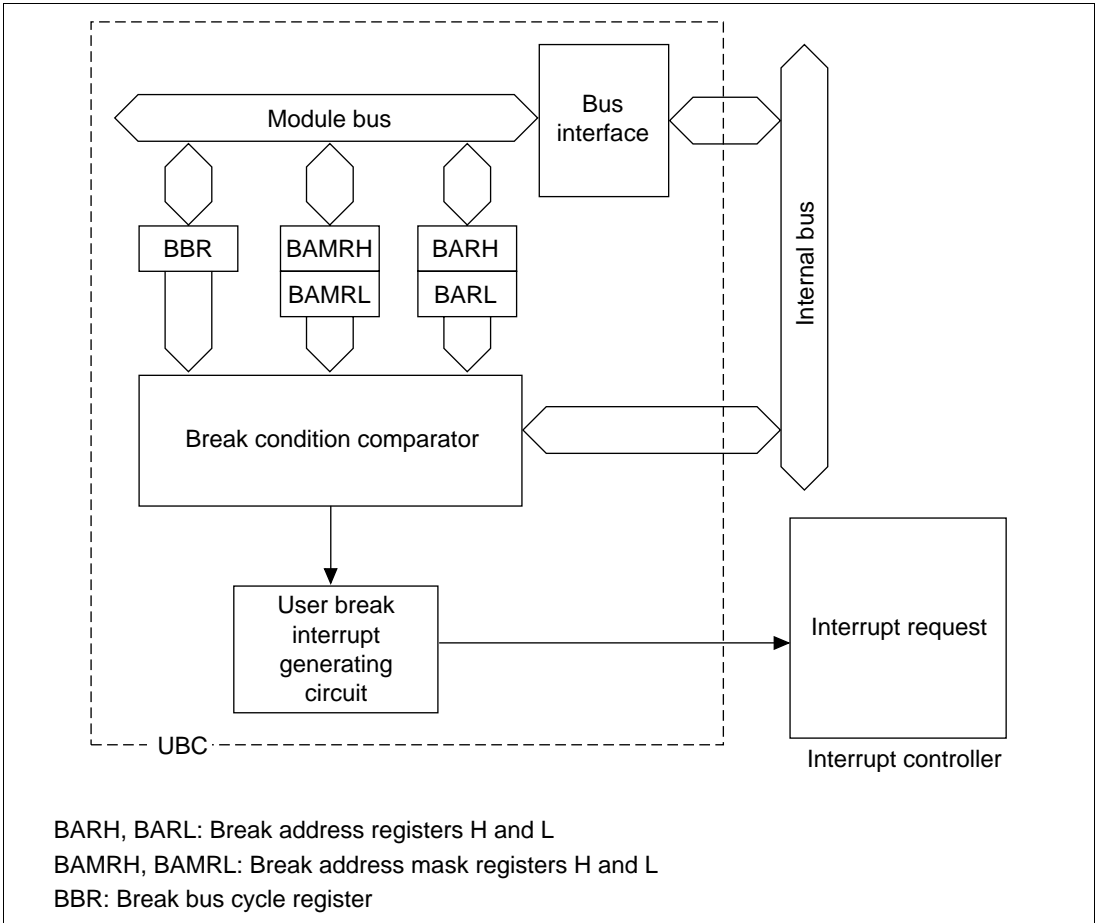 Bus
interface
Module bus
Internal bus
BBR
BAMRH
BARH
BAMRL
BARL
Break condition comparator
User break
interrupt
generating
circuit
Interrupt request
UBC
Interrupt controller
BARH, BARL: Break address registers H and L
BAMRH, BAMRL: Break address mask registers H and L
BBR: Break bus cycle register